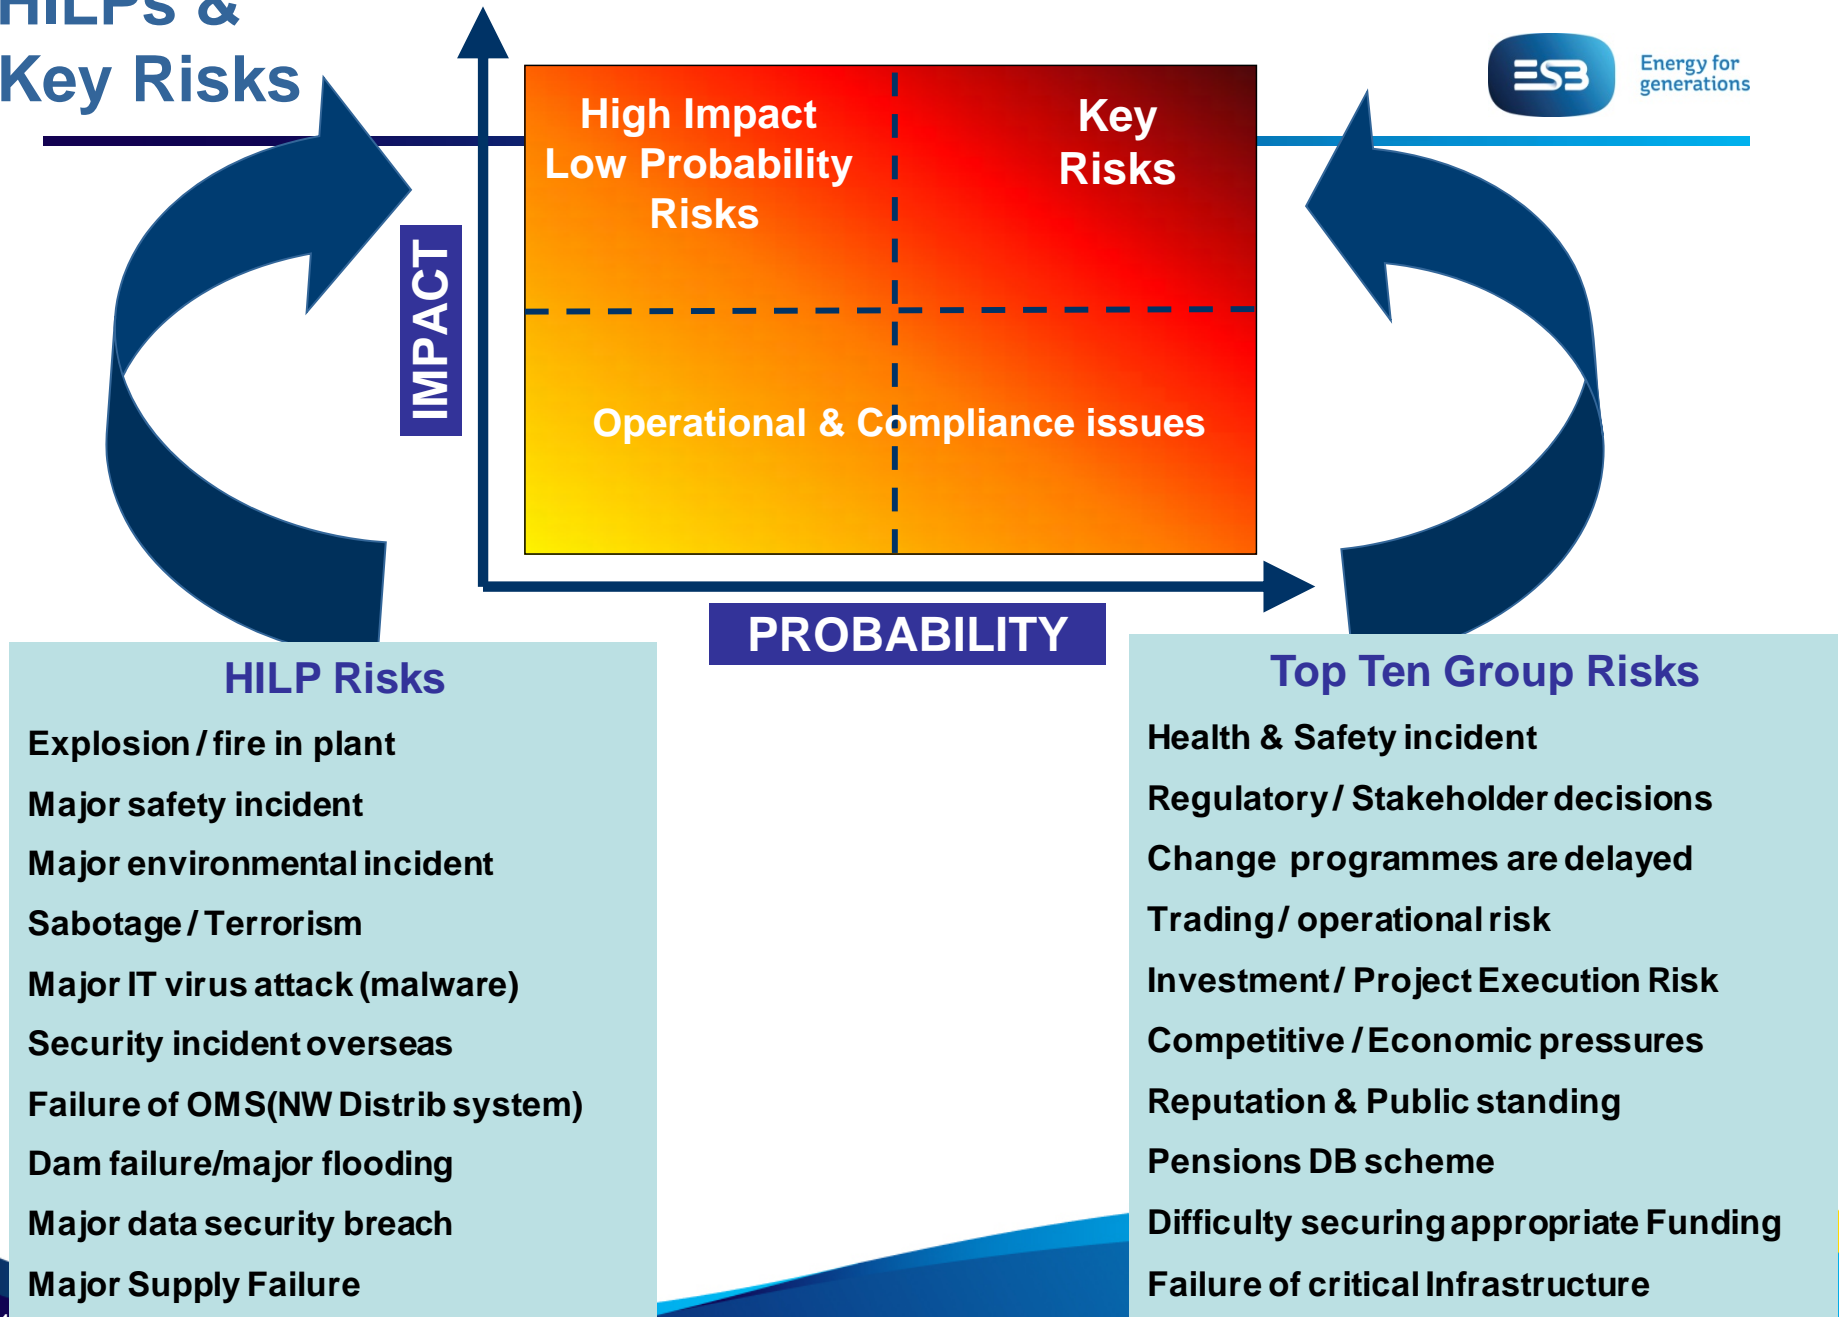 HILPs &
Key Risks
ESB
Energy for
generations
High Impact
Low Probability
Risks
Key
Risks
IMPACT
Operational & Compliance issues
PROBABILITY
HILP Risks
Explosion / fire in plant
Major safety incident
Major environmental incident
Sabotage / Terrorism
Major IT virus attack (malware)
Security incident overseas
Failure of OMS(NW Distrib system)
Dam failure/major flooding
Major data security breach
Major Supply Failure
Top Ten Group Risks
Health & Safety incident
Regulatory / Stakeholder decisions
Change programmes are delayed
Trading / operational risk
Investment / Project Execution Risk
Competitive / Economic pressures
Reputation & Public standing
Pensions DB scheme
Difficulty securing appropriate Funding
Failure of critical Infrastructure